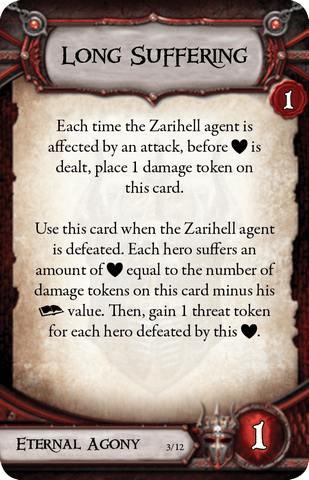 Long Suffering
1
Each time the Zarihell agent is
affected by an attack, before ♥ is
dealt, place 1 damage token on
this card.
Use this card when the Zarihell agent
is defeated. Each hero suffers an
amount of ♥ equal to the number of
damage tokens on this card minus his
value. Then, gain 1 threat token
for each hero defeated by this ♥.
Eternal Agony
3/12
1